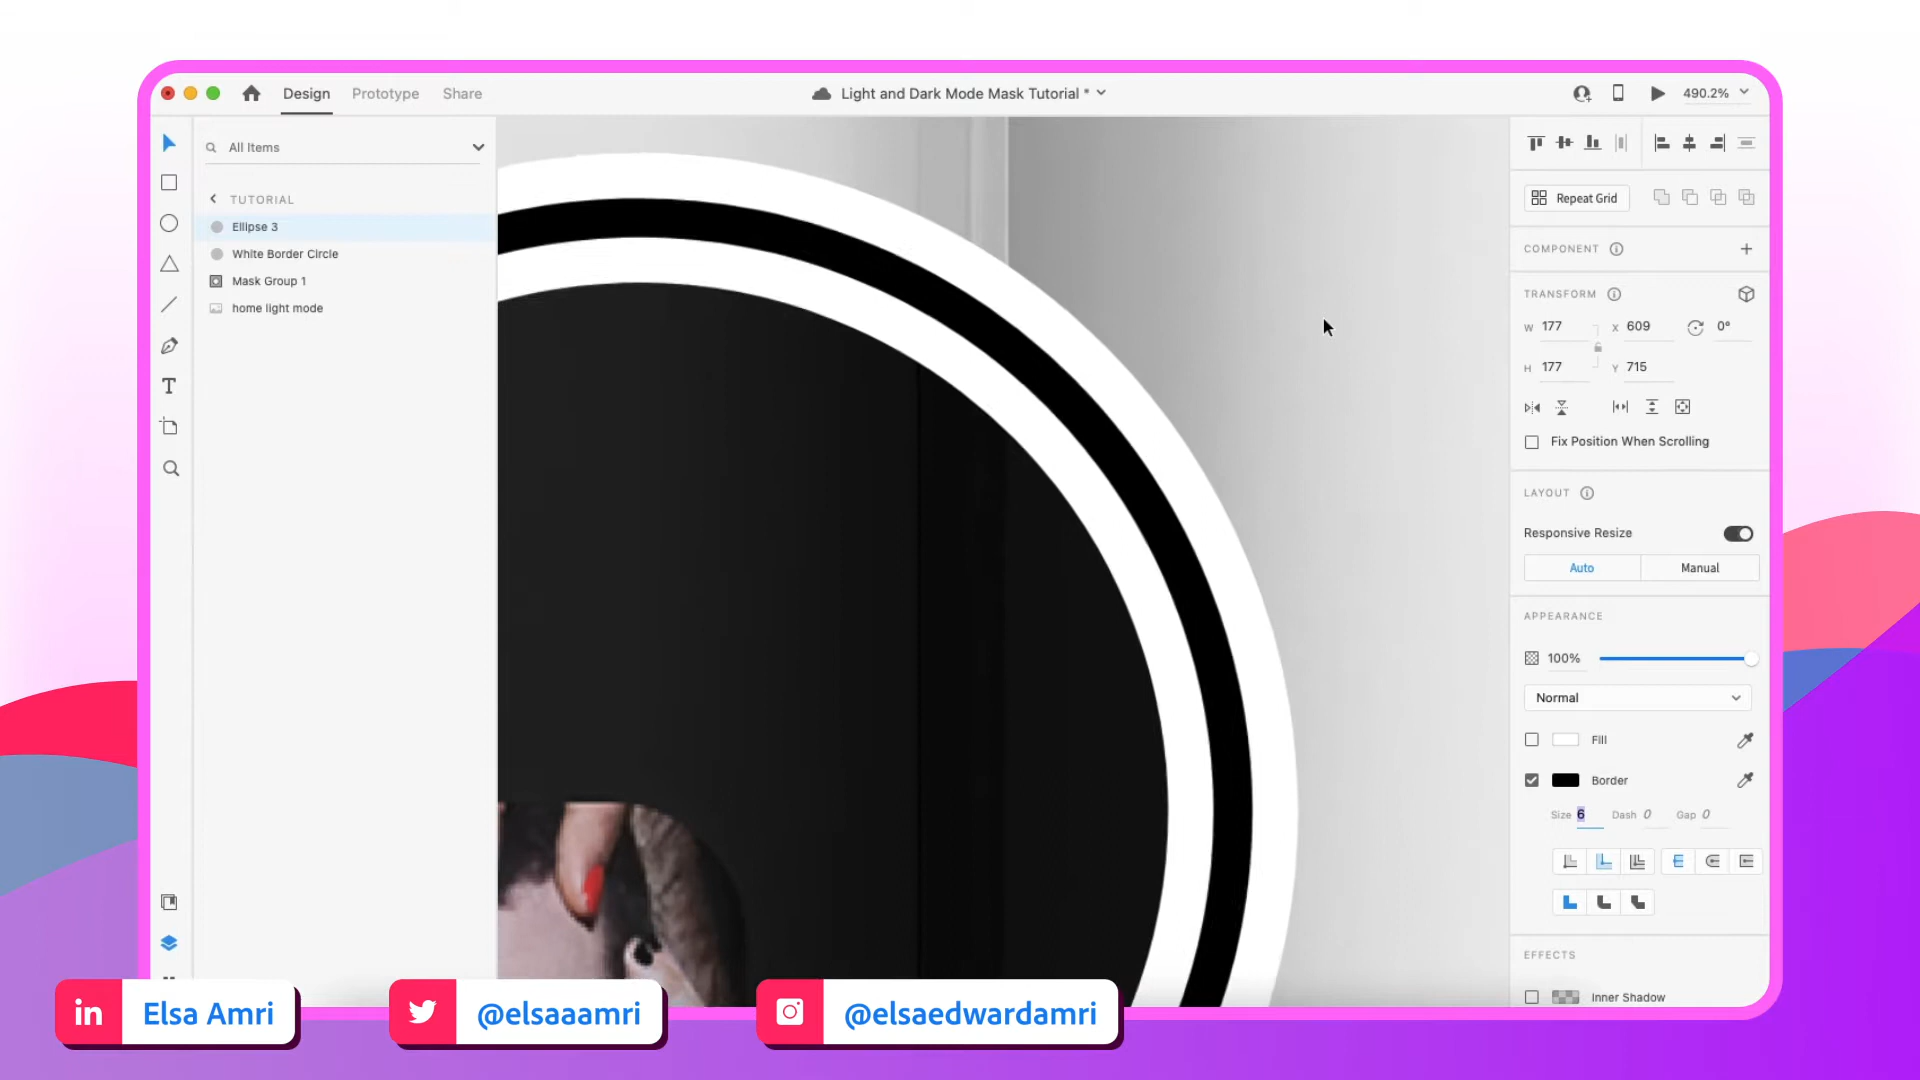 Design Prototype Share
Light and Dark Mode Mask Tutorial *
490.2%
All Items
TUTORIAL
Ellipse 3
White Border Circle
Mask Group 1
home light mode
T
Repeat Grid
COMPONENT
TRANSFORM
W 177 X 609 0°
H 177 Y 715
Fix Position When Scrolling
LAYOUT
Responsive Resize
Auto Manual
APPEARANCE
100%
Normal
Fill
Border
Size 6 Dash 0 Gap 0
EFFECTS
Inner Shadow
in Elsa Amri
@elsaaamri
@elsaedwardamri